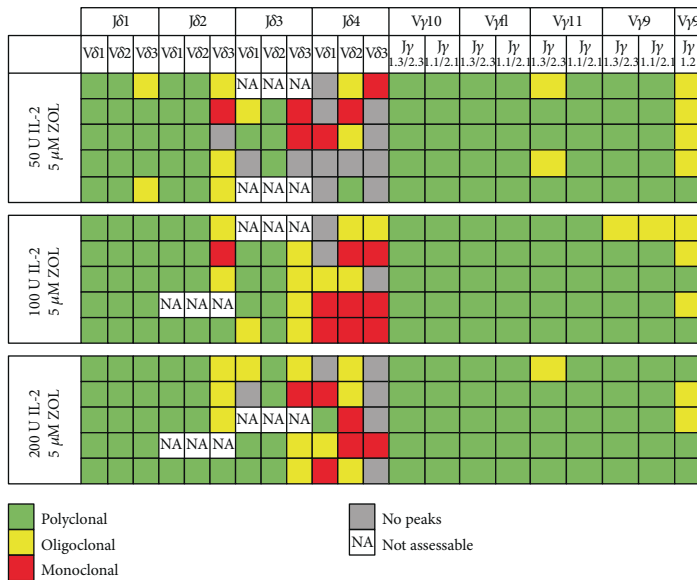 Jδ1 Jδ2 Jδ3 Jδ4 Vγ10 Vγfl Vγ11 Vγ9 Vγ9
Vδ1 Vδ2 Vδ3 Vδ1 Vδ2 Vδ3 Vδ1 Vδ2 Vδ3 Vδ1 Vδ2 Vδ3 Jγ Jγ Jγ Jγ Jγ Jγ Jγ Jγ Jγ
1.3/2.3 1.1/2.1 1.3/2.3 1.1/2.1 1.3/2.3 1.1/2.1 1.3/2.3 1.1/2.1 1.2
50 U IL-2
5 μM ZOL
NA NA NA
NA NA NA
100 U IL-2
5 μM ZOL
NA NA NA
NA NA NA
200 U IL-2
5 μM ZOL
NA NA NA
NA NA NA
Polyclonal
Oligoclonal
Monoclonal
No peaks
NA Not assessable